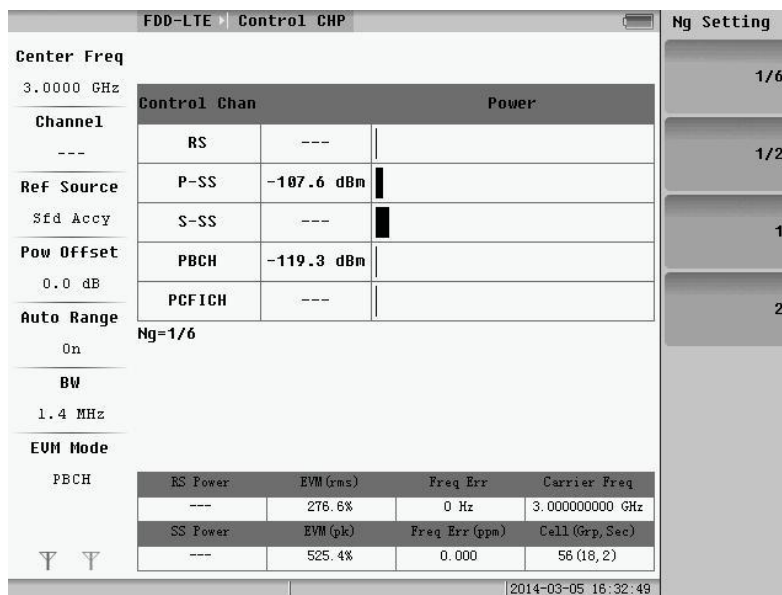 FDD-LTE Control CHP
Ng Setting
Center Freq
3.0000 GHz
Channel
---
Ref Source
Sfd Accy
Pow Offset
0.0 dB
Auto Range
On
BW
1.4 MHz
EVM Mode
PBCH
Control Chan Power
RS ---
P-SS -107.6 dBm
S-SS ---
PBCH -119.3 dBm
PCFICH ---
Ng=1/6
RS Power EVM(rms) Freq Err Carrier Freq
--- 276.6% 0 Hz 3.000000000 GHz
SS Power EVM(pk) Freq Err(ppm) Cell(Grp,Sec)
--- 525.4% 0.000 56(18,2)
2014-03-05 16:32:49
1/6
1/2
1
2